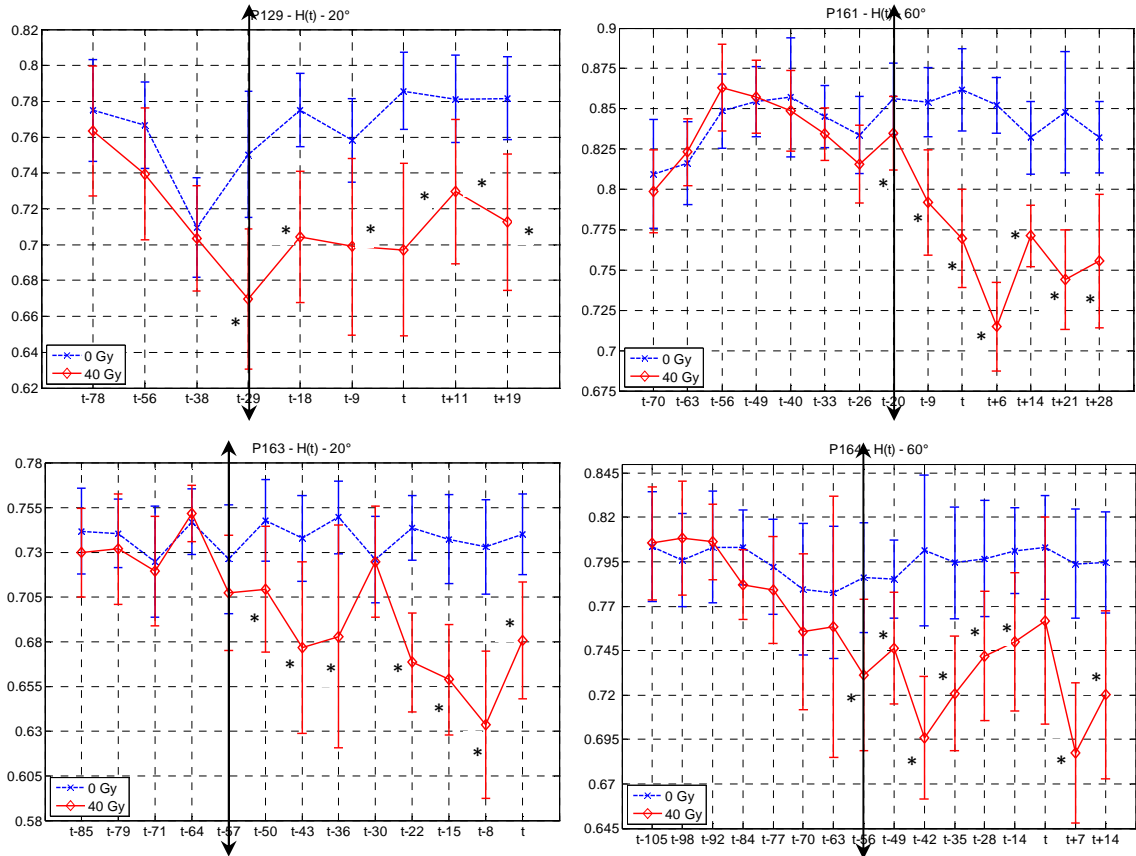 P129 - H(t) - 20°
0.82
0.8
0.78
0.76
0.74
0.72
0.7
0.68
0.66
0.64
0.62
* * * * * *
0 Gy
40 Gy
t-78 t-56 t-38 t-29 t-18 t-9 t t+11 t+19
P161 - H(t) - 60°
0.9
0.875
0.85
0.825
0.8
0.775
0.75
0.725
0.7
0.675
* * * * * * *
0 Gy
40 Gy
t-70 t-63 t-56 t-49 t-40 t-33 t-26 t-20 t-9 t t+6 t+14 t+21 t+28
P163 - H(t) - 20°
0.78
0.755
0.73
0.705
0.68
0.655
0.63
0.605
0.58
* * * * * * *
0 Gy
40 Gy
t-85 t-79 t-71 t-64 t-57 t-50 t-43 t-36 t-30 t-22 t-15 t-8 t
P164 - H(t) - 60°
0.845
0.82
0.795
0.77
0.745
0.72
0.695
0.67
0.645
* * * * * * * *
0 Gy
40 Gy
t-105 t-98 t-92 t-84 t-77 t-70 t-63 t-56 t-49 t-42 t-35 t-28 t-14 t t+7 t+14